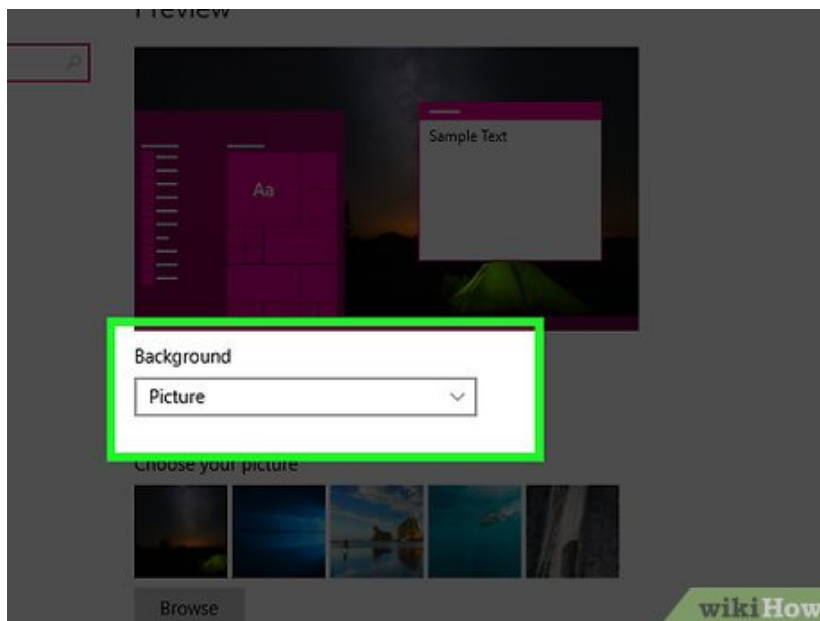 Preview
Sample Text
Aa
Background
Picture
Choose your picture
Browse
wikiHow